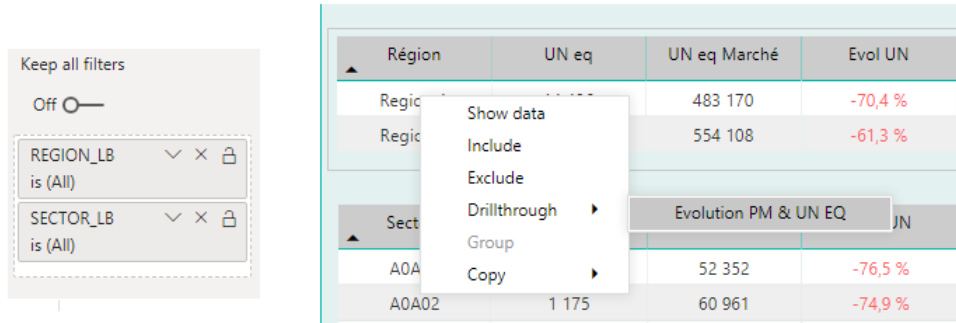 Keep all filters
Off
REGION_LB
is (All)
SECTOR_LB
is (All)
Région UN eq UN eq Marché Evol UN
483 170 -70,4 %
554 108 -61,3 %
Show data
Include
Exclude
Drillthrough
Group
Copy
Evolution PM & UN EQ
52 352 -76,5 %
A0A02 1 175 60 961 -74,9 %